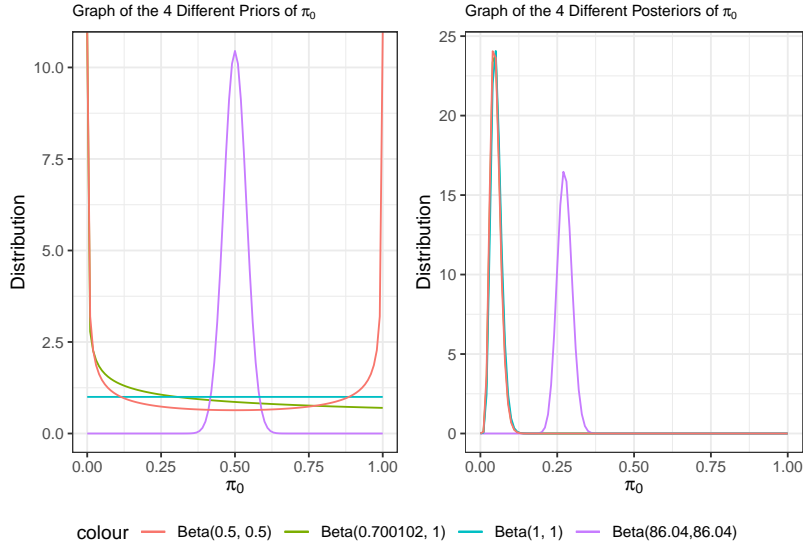 Graph of the 4 Different Priors of π₀
Graph of the 4 Different Posteriors of π₀
Distribution
10.0
7.5
5.0
2.5
0.0
0.00 0.25 0.50 0.75 1.00
π₀
Distribution
25
20
15
10
5
0
0.00 0.25 0.50 0.75 1.00
π₀
colour Beta(0.5, 0.5) Beta(0.700102, 1) Beta(1, 1) Beta(86.04,86.04)